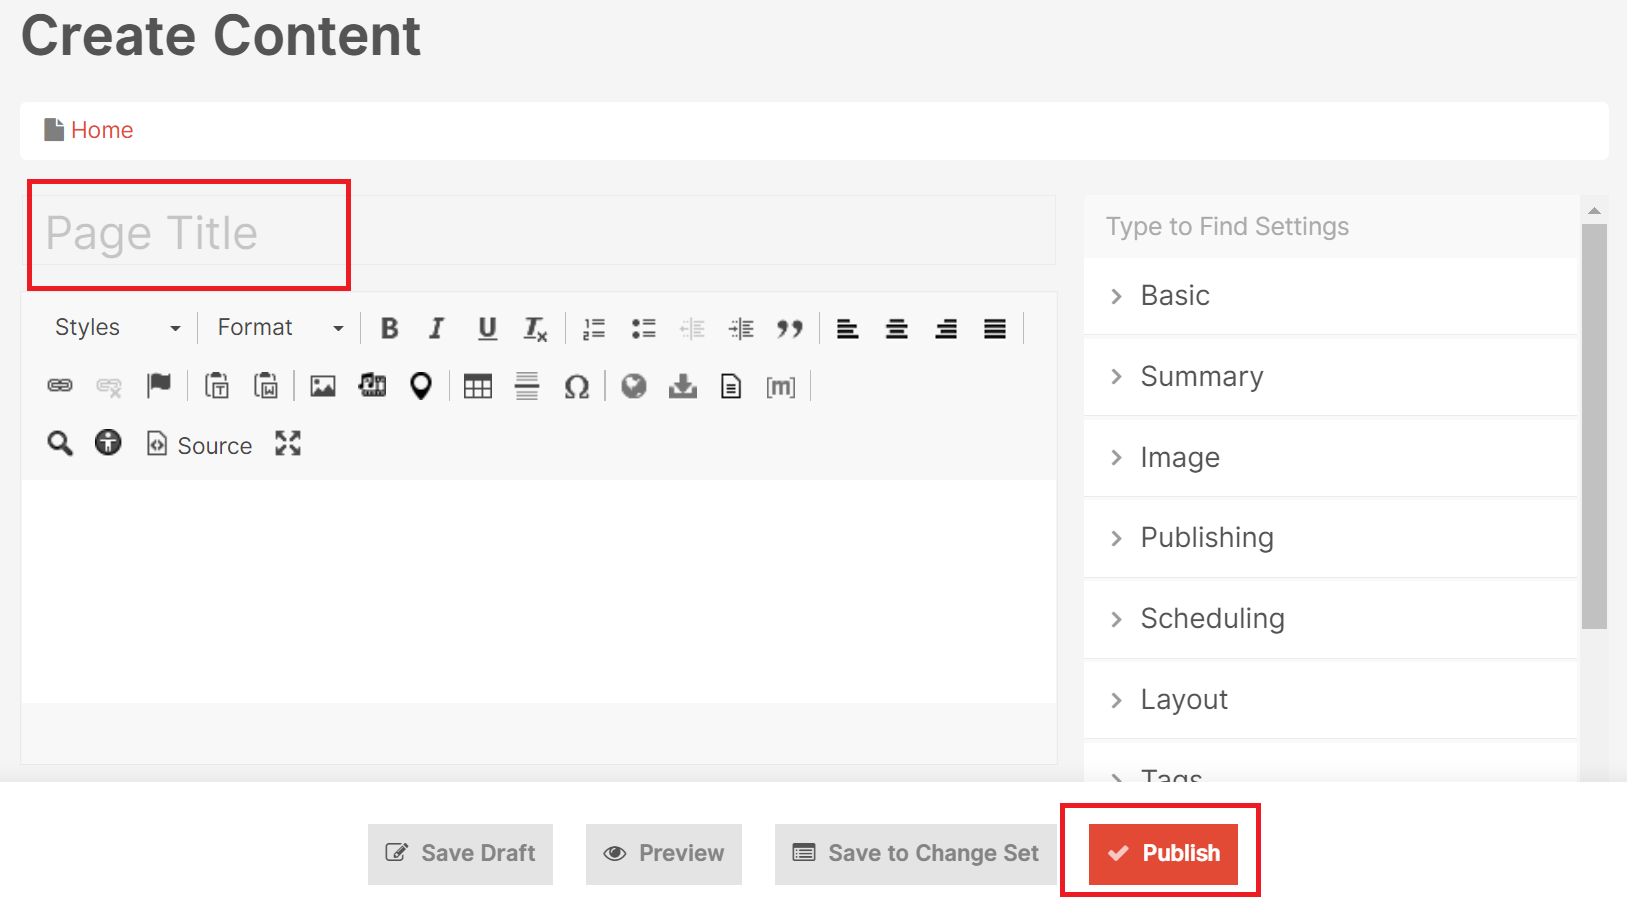 Create Content
Home
Page Title
Type to Find Settings
Styles Format B I U Tx
Source
Basic
Summary
Image
Publishing
Scheduling
Layout
Tags
Save Draft Preview Save to Change Set Publish